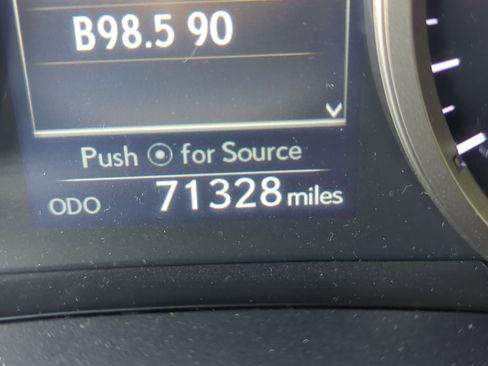 B98.5 90
Push for Source
ODO 71328 miles